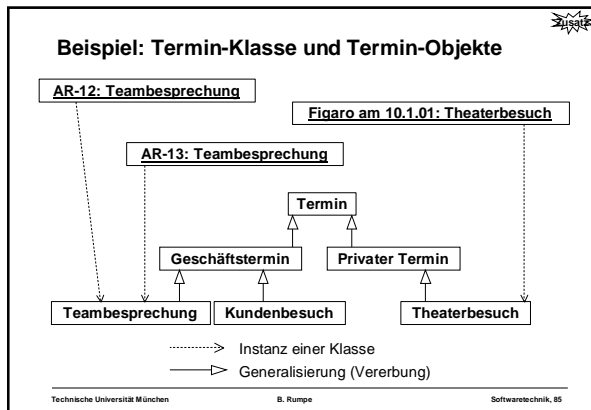 Zusatz
Beispiel: Termin-Klasse und Termin-Objekte
AR-12: Teambesprechung
Figaro am 10.1.01: Theaterbesuch
AR-13: Teambesprechung
Termin
Geschäftstermin
Privater Termin
Teambesprechung
Kundenbesuch
Theaterbesuch
Instanz einer Klasse
Generalisierung (Vererbung)
Technische Universität München
B. Rumpe
Softwaretechnik, 85